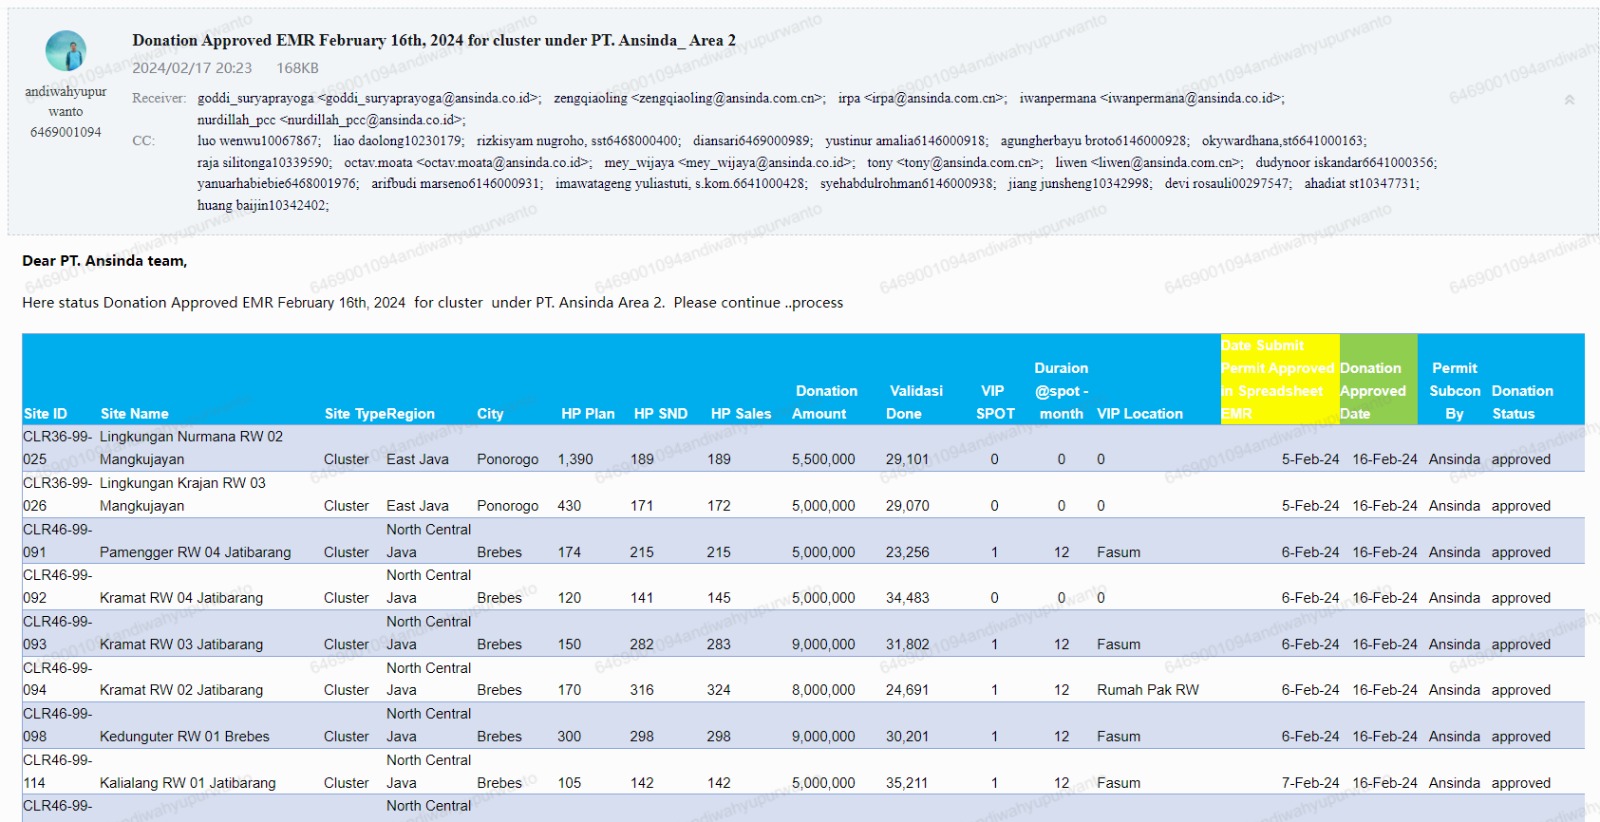 Donation Approved EMR February 16th, 2024 for cluster under PT. Ansinda_ Area 2
2024/02/17 20:23 168KB
andiwahyupur
wanto
6469001094
Receiver: goddi_suryaprayoga <goddi_suryaprayoga@ansinda.co.id>; zengqiaoling <zengqiaoling@ansinda.com.cn>; irpa <irpa@ansinda.com.cn>; iwanpermana <iwanpermana@ansinda.co.id>;
nurdillah_pcc <nurdillah_pcc@ansinda.co.id>;
CC: luo wenwu10067867; liao daolong10230179; rizkisyam nugroho, sst6468000400; diansari6469000989; yustinur amalia6146000918; agungherbayu broto6146000928; okywardhana,st6641000163;
raja silitonga10339590; octav.moata <octav.moata@ansinda.co.id>; mey_wijaya <mey_wijaya@ansinda.co.id>; tony <tony@ansinda.com.cn>; liwen <liwen@ansinda.com.cn>; dudynoor iskandar6641000356;
yanuarhabiebie6468001976; arifbudi marseno6146000931; imawatageng yuliastuti, s.kom.6641000428; syehabdulrohman6146000938; jiang junsheng10342998; devi rosauli00297547; ahadiat st10347731;
huang baijin10342402;
Dear PT. Ansinda team,
Here status Donation Approved EMR February 16th, 2024 for cluster under PT. Ansinda Area 2. Please continue ..process
Site ID Site Name Site Type Region City HP Plan HP SND HP Sales Donation Amount Validasi Done VIP SPOT Duraion @spot - month VIP Location Date Submit Permit Approved in Spreadsheet EMR Donation Approved Date Permit Subcon By Donation Status
CLR36-99-025 Lingkungan Nurmana RW 02 Mangkujayan Cluster East Java Ponorogo 1,390 189 189 5,500,000 29,101 0 0 0 5-Feb-24 16-Feb-24 Ansinda approved
CLR36-99-026 Lingkungan Krajan RW 03 Mangkujayan Cluster East Java Ponorogo 430 171 172 5,000,000 29,070 0 0 0 5-Feb-24 16-Feb-24 Ansinda approved
CLR46-99-091 Pamengger RW 04 Jatibarang Cluster North Central Java Brebes 174 215 215 5,000,000 23,256 1 12 Fasum 6-Feb-24 16-Feb-24 Ansinda approved
CLR46-99-092 Kramat RW 04 Jatibarang Cluster North Central Java Brebes 120 141 145 5,000,000 34,483 0 0 0 6-Feb-24 16-Feb-24 Ansinda approved
CLR46-99-093 Kramat RW 03 Jatibarang Cluster North Central Java Brebes 150 282 283 9,000,000 31,802 1 12 Fasum 6-Feb-24 16-Feb-24 Ansinda approved
CLR46-99-094 Kramat RW 02 Jatibarang Cluster North Central Java Brebes 170 316 324 8,000,000 24,691 1 12 Rumah Pak RW 6-Feb-24 16-Feb-24 Ansinda approved
CLR46-99-098 Kedunguter RW 01 Brebes Cluster North Central Java Brebes 300 298 298 9,000,000 30,201 1 12 Fasum 6-Feb-24 16-Feb-24 Ansinda approved
CLR46-99-114 Kalialang RW 01 Jatibarang Cluster North Central Java Brebes 105 142 142 5,000,000 35,211 1 12 Fasum 7-Feb-24 16-Feb-24 Ansinda approved
CLR46-99- North Central
6469001094andiwahyupurwanto